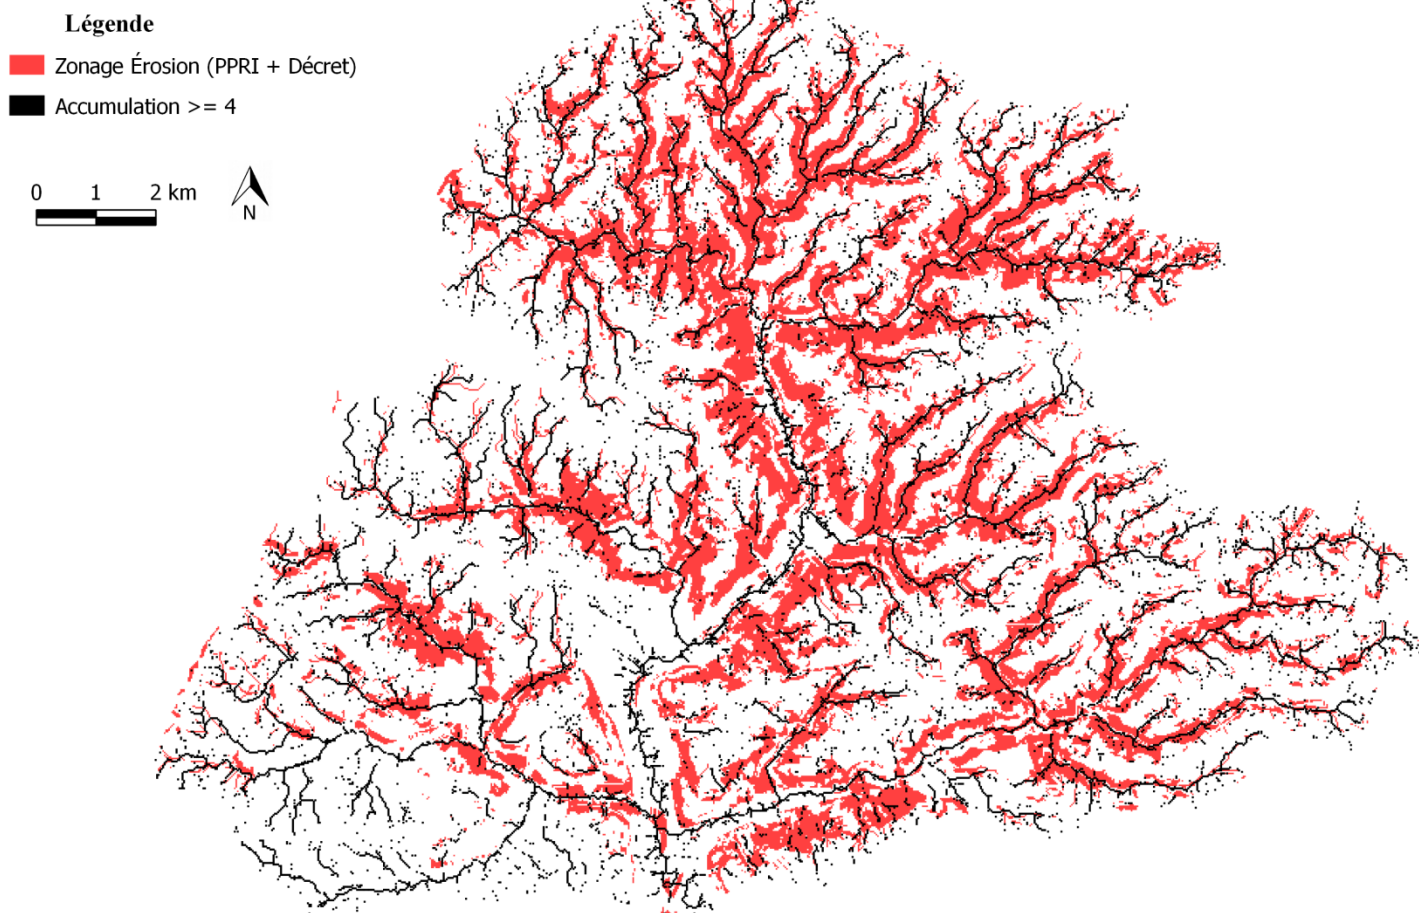 Légende
Zonage Érosion (PPRI + Décret)
Accumulation >= 4
0 1 2 km
N